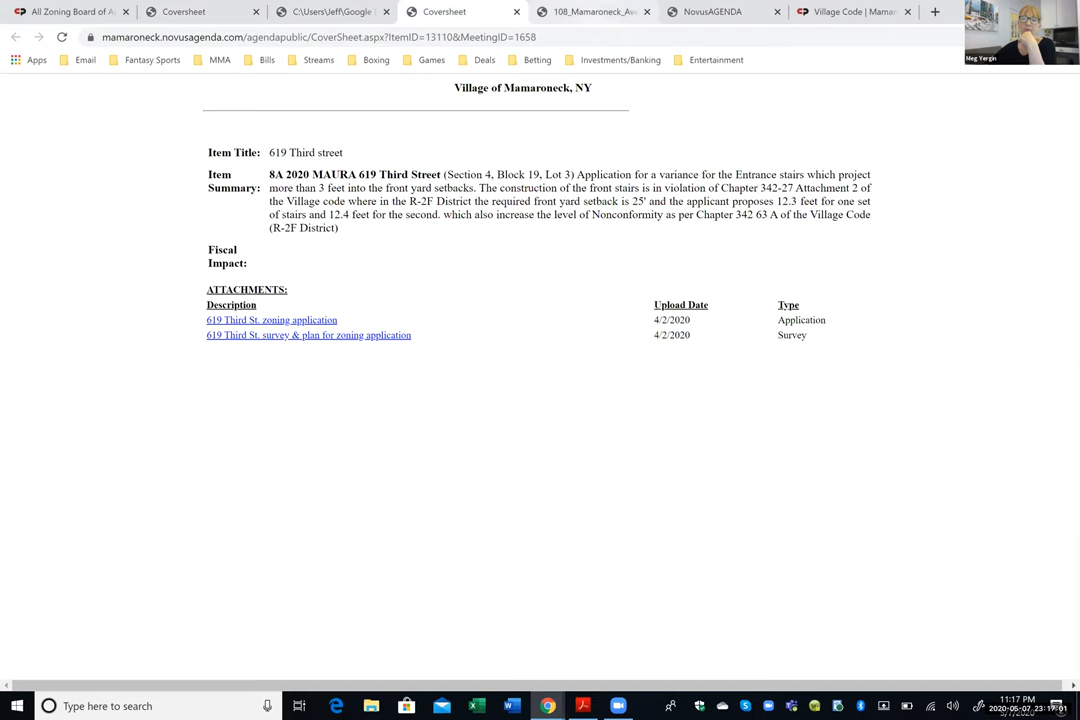 All Zoning Board of A
Coversheet
C:\Users\Jeff\Google
Coversheet
108_Mamaroneck_Av
NovusAGENDA
Village Code | Mamar
mamaroneck.novusagenda.com/agendapublic/CoverSheet.aspx?ItemID=13110&MeetingID=1658
Meg Yergin
Apps
Email
Fantasy Sports
MMA
Bills
Streams
Boxing
Games
Deals
Betting
Investments/Banking
Entertainment
Village of Mamaroneck, NY
Item Title: 619 Third street
Item 8A 2020 MAURA 619 Third Street (Section 4, Block 19, Lot 3) Application for a variance for the Entrance stairs which project
Summary: more than 3 feet into the front yard setbacks. The construction of the front stairs is in violation of Chapter 342-27 Attachment 2 of
the Village code where in the R-2F District the required front yard setback is 25' and the applicant proposes 12.3 feet for one set
of stairs and 12.4 feet for the second. which also increase the level of Nonconformity as per Chapter 342 63 A of the Village Code
(R-2F District)
Fiscal
Impact:
ATTACHMENTS:
Description Upload Date Type
619 Third St. zoning application 4/2/2020 Application
619 Third St. survey & plan for zoning application 4/2/2020 Survey
Type here to search
11:17 PM
2020-05-07 23:17:01